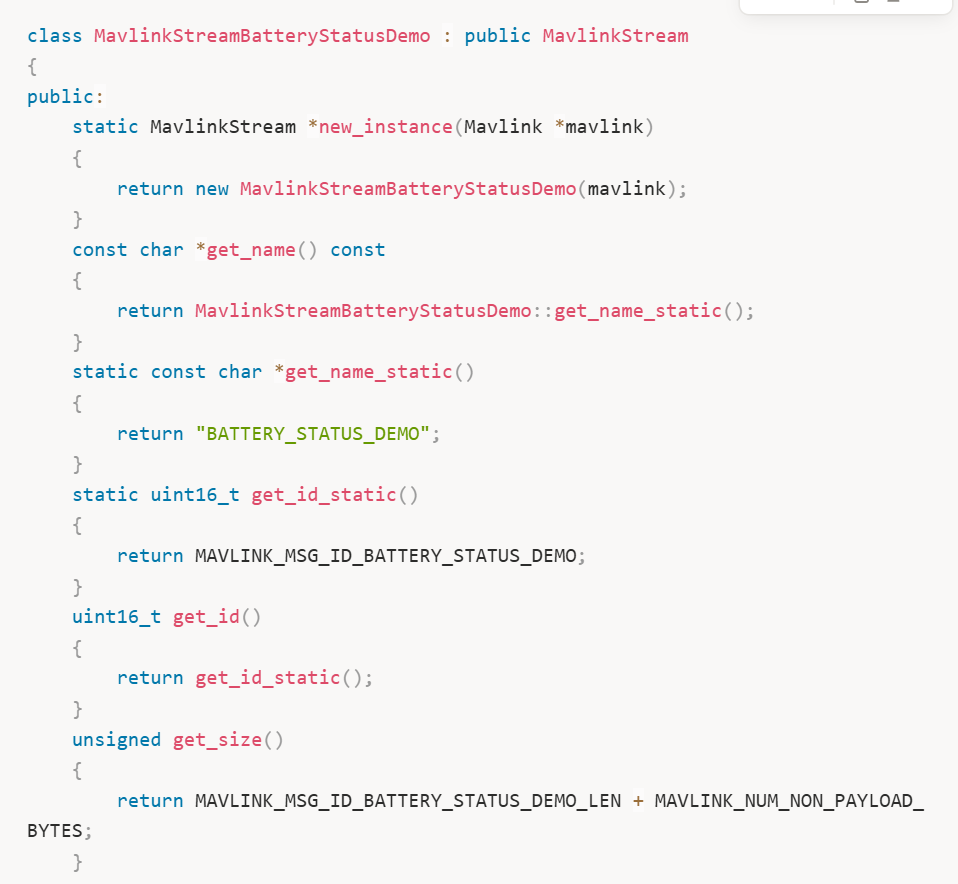 class MavlinkStreamBatteryStatusDemo : public MavlinkStream
{
public:
    static MavlinkStream *new_instance(Mavlink *mavlink)
    {
        return new MavlinkStreamBatteryStatusDemo(mavlink);
    }
    const char *get_name() const
    {
        return MavlinkStreamBatteryStatusDemo::get_name_static();
    }
    static const char *get_name_static()
    {
        return "BATTERY_STATUS_DEMO";
    }
    static uint16_t get_id_static()
    {
        return MAVLINK_MSG_ID_BATTERY_STATUS_DEMO;
    }
    uint16_t get_id()
    {
        return get_id_static();
    }
    unsigned get_size()
    {
        return MAVLINK_MSG_ID_BATTERY_STATUS_DEMO_LEN + MAVLINK_NUM_NON_PAYLOAD_
BYTES;
    }